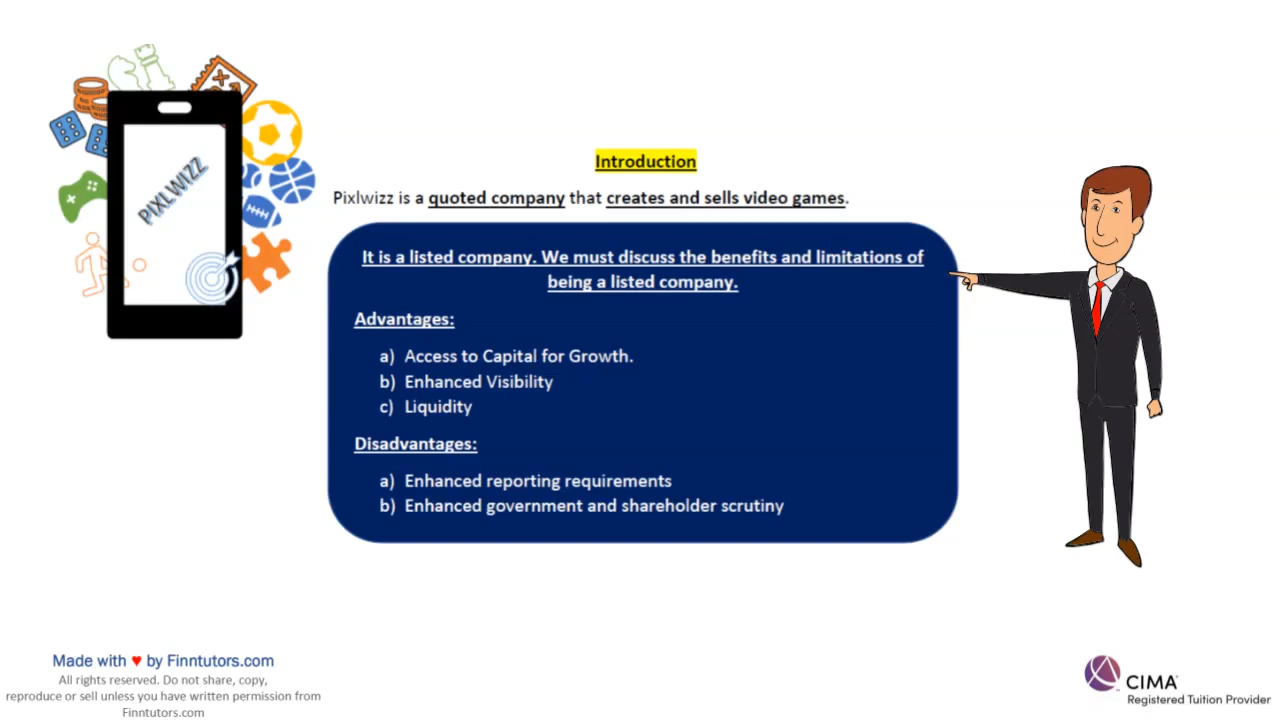 PIXLWIZZ
Introduction
Pixlwizz is a quoted company that creates and sells video games.
It is a listed company. We must discuss the benefits and limitations of
being a listed company.
Advantages:
a) Access to Capital for Growth.
b) Enhanced Visibility
c) Liquidity
Disadvantages:
a) Enhanced reporting requirements
b) Enhanced government and shareholder scrutiny
Made with ♥ by Finntutors.com
All rights reserved. Do not share, copy,
reproduce or sell unless you have written permission from
Finntutors.com
CIMA
Registered Tuition Provider